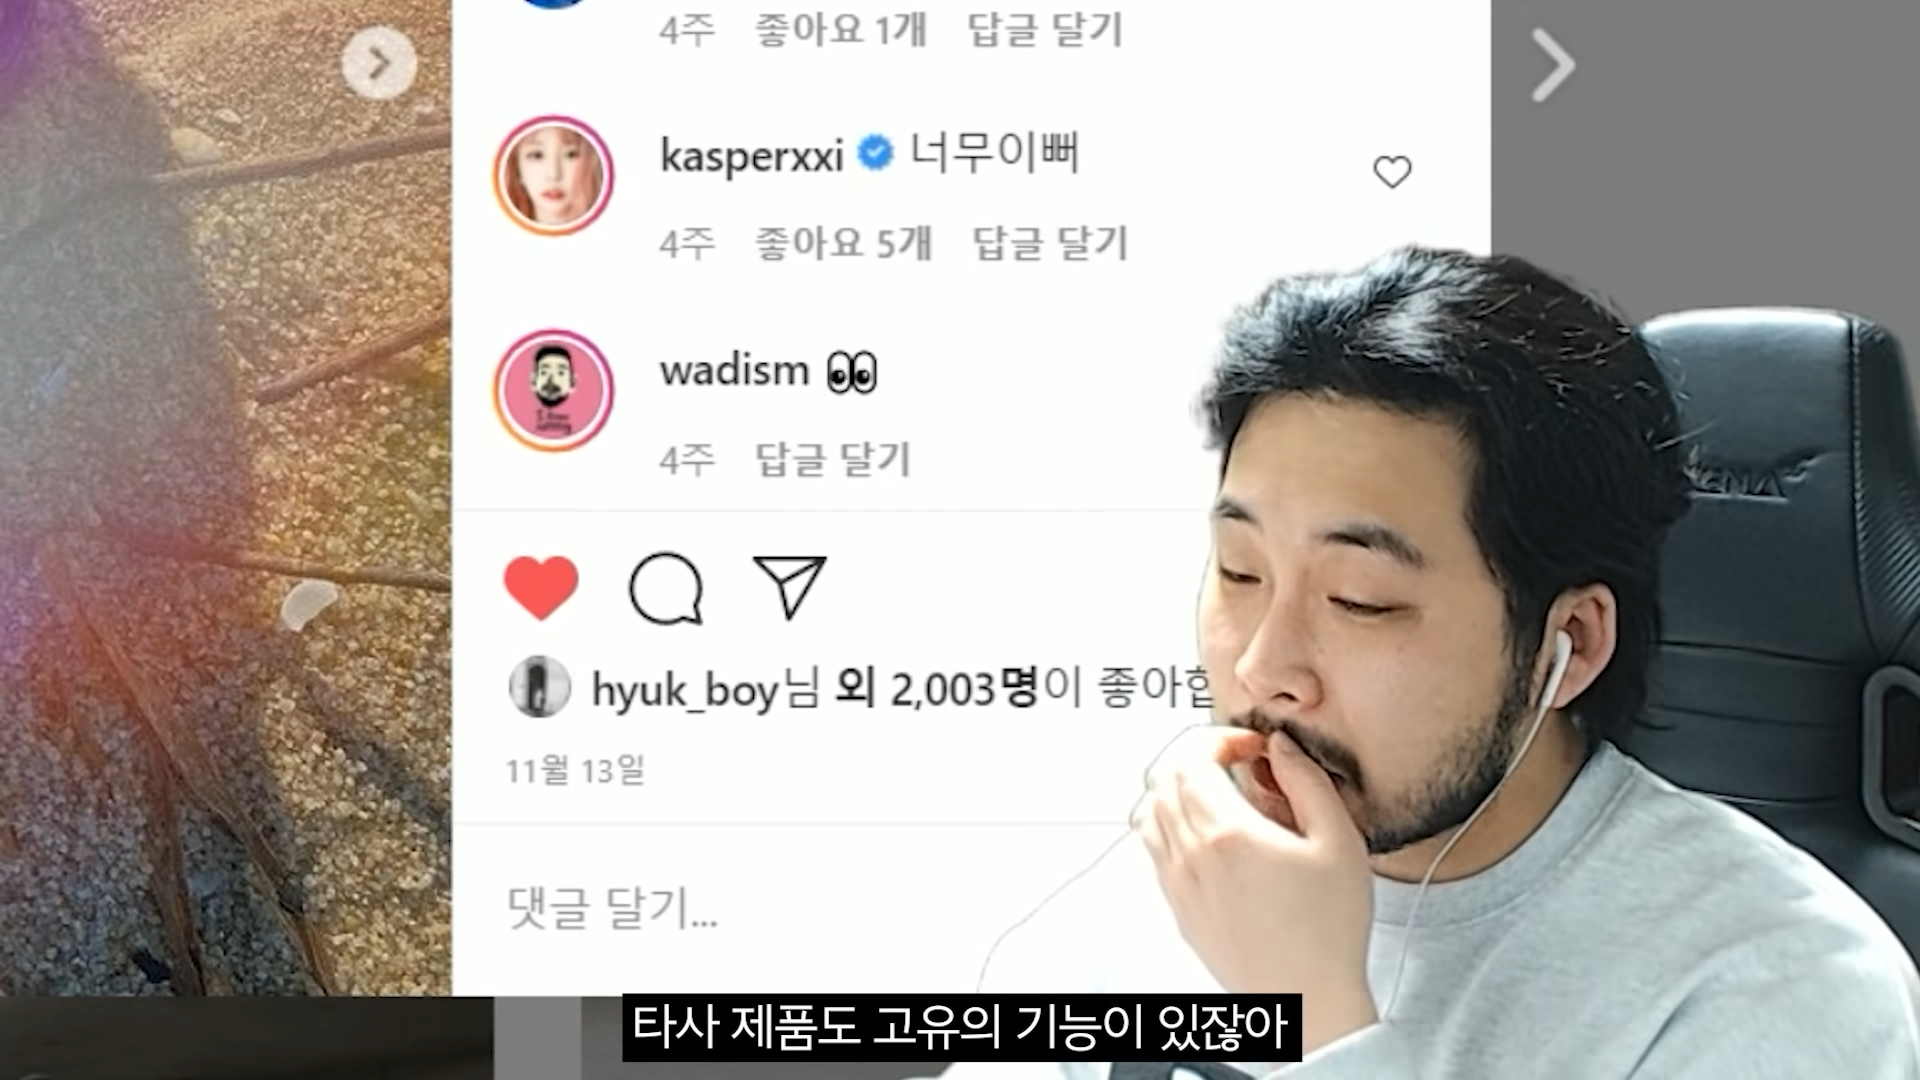 4주 좋아요 1개 답글 달기
kasperxxi 너무이뻐
4주 좋아요 5개 답글 달기
wadism 👀
4주 답글 달기
hyuk_boy님 외 2,003명이 좋아합
11월 13일
댓글 달기...
타사 제품도 고유의 기능이 있잖아